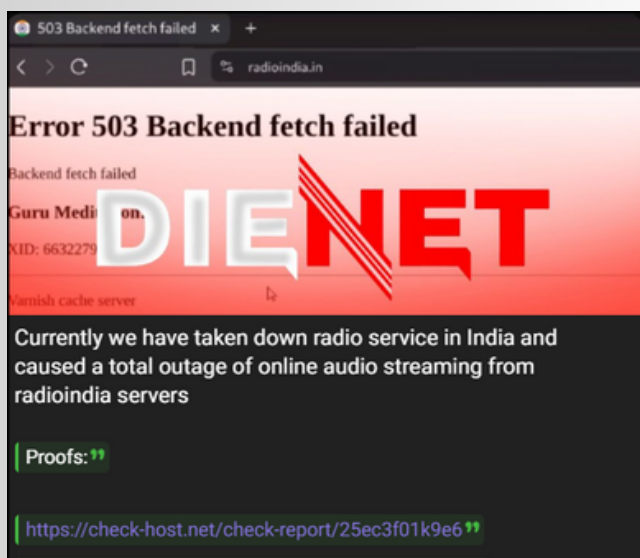 503 Backend fetch failed
radioindia.in
Error 503 Backend fetch failed
Backend fetch failed
Guru Medi on.
DIENET
XID: 6632279
Varnish cache server
Currently we have taken down radio service in India and
caused a total outage of online audio streaming from
radioindia servers
Proofs:
https://check-host.net/check-report/25ec3f01k9e6